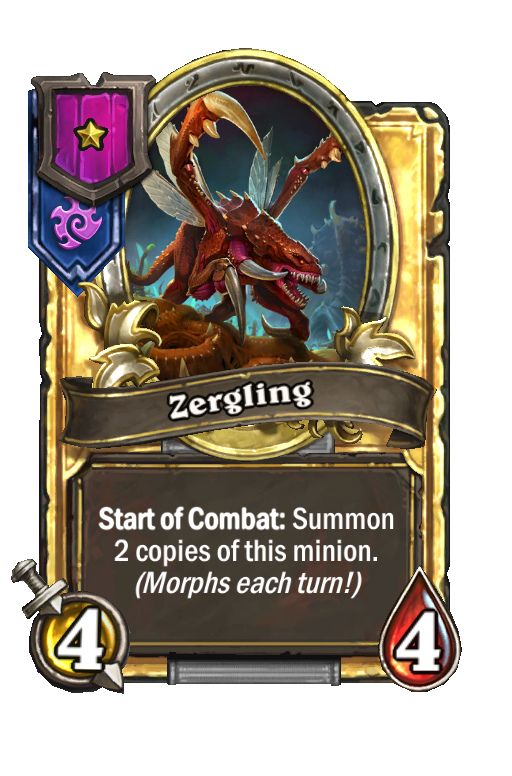 Zergling
Start of Combat: Summon
2 copies of this minion.
(Morphs each turn!)
4
4